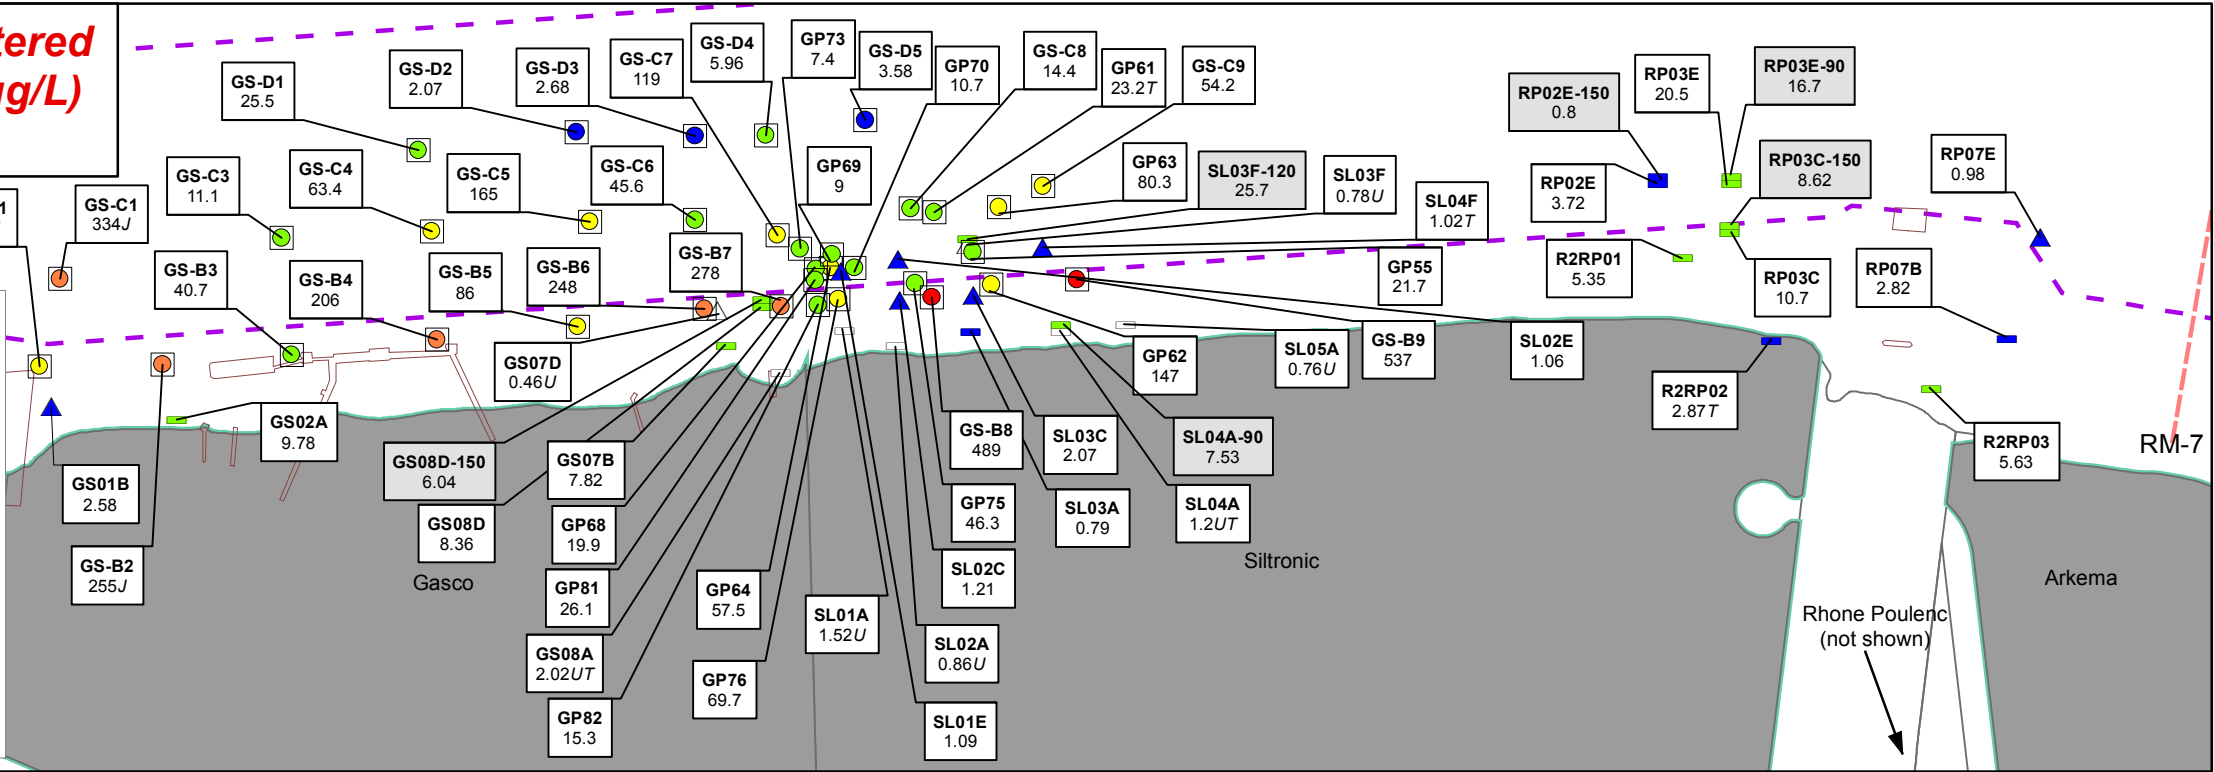 tered
ug/L)
GS-D1
25.5
GS-D2
2.07
GS-D3
2.68
GS-C7
119
GS-D4
5.96
GP73
7.4
GS-D5
3.58
GP70
10.7
GS-C8
14.4
GP61
23.2T
GS-C9
54.2
RP02E-150
0.8
RP03E
20.5
RP03E-90
16.7
GS-C1
334J
GS-C3
11.1
GS-C4
63.4
GS-C5
165
GS-C6
45.6
GP69
9
GP63
80.3
SL03F-120
25.7
SL03F
0.78U
SL04F
1.02T
RP02E
3.72
RP03C-150
8.62
RP07E
0.98
1
GS-B3
40.7
GS-B4
206
GS-B5
86
GS-B6
248
GS-B7
278
GP55
21.7
R2RP01
5.35
RP03C
10.7
RP07B
2.82
GS07D
0.46U
GP62
147
SL05A
0.76U
GS-B9
537
SL02E
1.06
R2RP02
2.87T
GS02A
9.78
GS01B
2.58
GS-B2
255J
GS08D-150
6.04
GS08D
8.36
GS07B
7.82
GP68
19.9
GP81
26.1
GS08A
2.02UT
GP82
15.3
GP64
57.5
GP76
69.7
SL01A
1.52U
GS-B8
489
SL03C
2.07
SL04A-90
7.53
GP75
46.3
SL03A
0.79
SL04A
1.2UT
SL02C
1.21
SL02A
0.86U
SL01E
1.09
R2RP03
5.63
RM-7
Gasco
Siltronic
Arkema
Rhone Poulenc
(not shown)